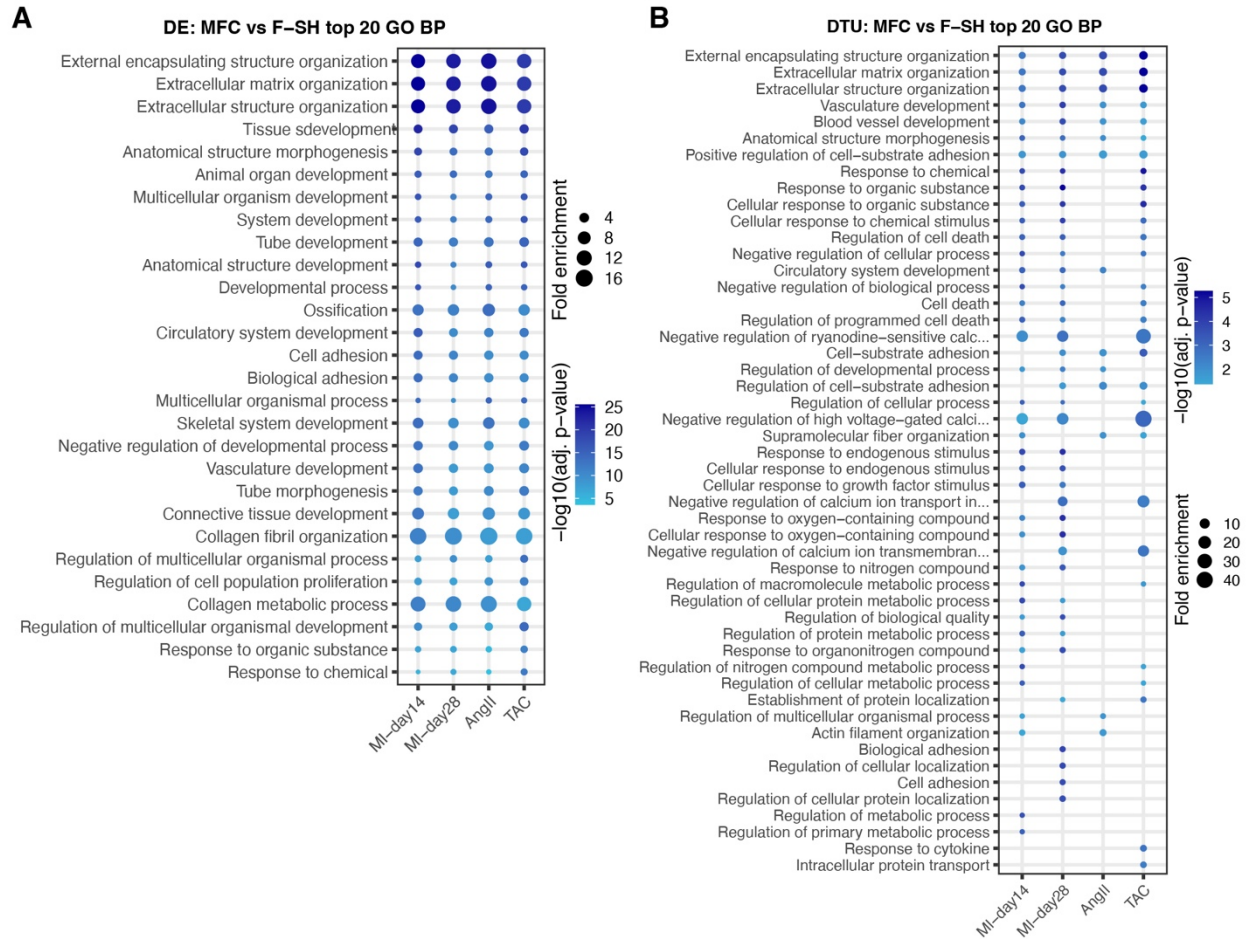 A
DE: MFC vs F−SH top 20 GO BP
External encapsulating structure organization
Extracellular matrix organization
Extracellular structure organization
Tissue sdevelopment
Anatomical structure morphogenesis
Animal organ development
Multicellular organism development
System development
Tube development
Anatomical structure development
Developmental process
Ossification
Circulatory system development
Cell adhesion
Biological adhesion
Multicellular organismal process
Skeletal system development
Negative regulation of developmental process
Vasculature development
Tube morphogenesis
Connective tissue development
Collagen fibril organization
Regulation of multicellular organismal process
Regulation of cell population proliferation
Collagen metabolic process
Regulation of multicellular organismal development
Response to organic substance
Response to chemical
MI−day14
MI−day28
AngII
TAC
Fold enrichment
4
8
12
16
−log10(adj. p−value)
25
20
15
10
5
B
DTU: MFC vs F−SH top 20 GO BP
External encapsulating structure organization
Extracellular matrix organization
Extracellular structure organization
Vasculature development
Blood vessel development
Anatomical structure morphogenesis
Positive regulation of cell−substrate adhesion
Response to chemical
Response to organic substance
Cellular response to organic substance
Cellular response to chemical stimulus
Regulation of cell death
Negative regulation of cellular process
Circulatory system development
Negative regulation of biological process
Cell death
Regulation of programmed cell death
Negative regulation of ryanodine−sensitive calc...
Cell−substrate adhesion
Regulation of developmental process
Regulation of cell−substrate adhesion
Regulation of cellular process
Negative regulation of high voltage−gated calci...
Supramolecular fiber organization
Response to endogenous stimulus
Cellular response to endogenous stimulus
Cellular response to growth factor stimulus
Negative regulation of calcium ion transport in...
Response to oxygen−containing compound
Cellular response to oxygen−containing compound
Negative regulation of calcium ion transmembran...
Response to nitrogen compound
Regulation of macromolecule metabolic process
Regulation of cellular protein metabolic process
Regulation of biological quality
Regulation of protein metabolic process
Response to organonitrogen compound
Regulation of nitrogen compound metabolic process
Regulation of cellular metabolic process
Establishment of protein localization
Regulation of multicellular organismal process
Actin filament organization
Biological adhesion
Regulation of cellular localization
Cell adhesion
Regulation of cellular protein localization
Regulation of metabolic process
Regulation of primary metabolic process
Response to cytokine
Intracellular protein transport
MI−day14
MI−day28
AngII
TAC
−log10(adj. p−value)
5
4
3
2
Fold enrichment
10
20
30
40